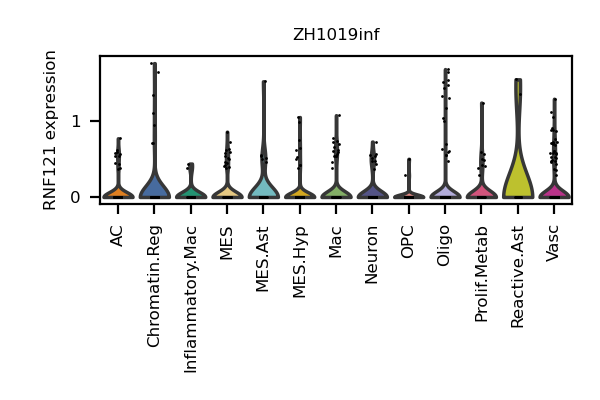 ZH1019inf
RNF121 expression
1
0
AC
Chromatin.Reg
Inflammatory.Mac
MES
MES.Ast
MES.Hyp
Mac
Neuron
OPC
Oligo
Prolif.Metab
Reactive.Ast
Vasc